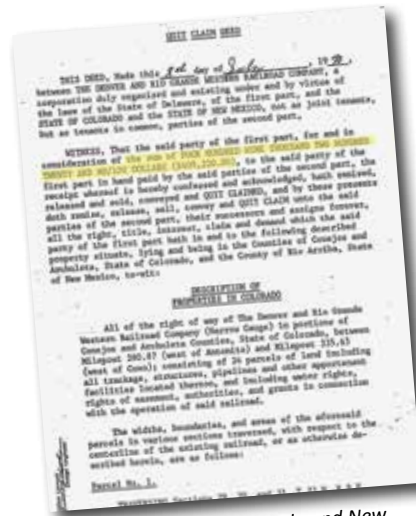 QUIT CLAIM DEED
THIS DEED, Made this day of , 19 ,
between THE DENVER AND RIO GRANDE WESTERN RAILROAD COMPANY, a
corporation duly organized and existing under and by virtue of
the laws of the State of Delaware, of the first part, and the
STATE OF COLORADO and the STATE OF NEW MEXICO, not as joint tenants,
but as tenants in common, parties of the second part,
WITNESS, That the said party of the first part, for and in
consideration of the sum of FOUR HUNDRED NINE THOUSAND TWO HUNDRED
TWENTY AND NO/100 DOLLARS, to the said party of the
first part in hand paid by the said parties of the second part, the
receipt whereof is hereby confessed and acknowledged, hath remised,
released and sold, conveyed and QUIT CLAIMED, and by these presents
doth remise, release, sell, convey and QUIT CLAIM unto the said
parties of the second part, their successors and assigns forever,
all the right, title, interest, claim and demand which the said
party of the first part hath in and to the following described
property situate, lying and being in the Counties of Conejos and
Archuleta, State of Colorado, and the County of Rio Arriba, State
of New Mexico, to-wit:
DESCRIPTION OF
PROPERTIES IN COLORADO
All of the right of way of The Denver and Rio Grande
Western Railroad Company (Narrow Gauge) in portions of
Conejos and Archuleta Counties, State of Colorado, between
Milepost 280.87 (west of Antonito) and Milepost 335.43
(west of ); consisting of 24 parcels of land including
all trackage, structures, pipelines and other appurtenant
facilities located thereon, and including water rights,
rights of easement, authorities, and grants in connection
with the operation of said railroad.
The widths, boundaries, and areas of the aforesaid
parcels in various sections traversed, with respect to the
centerline of the existing railroad, or as otherwise de-
scribed herein, are as follows:
Parcel No. 1.
and New